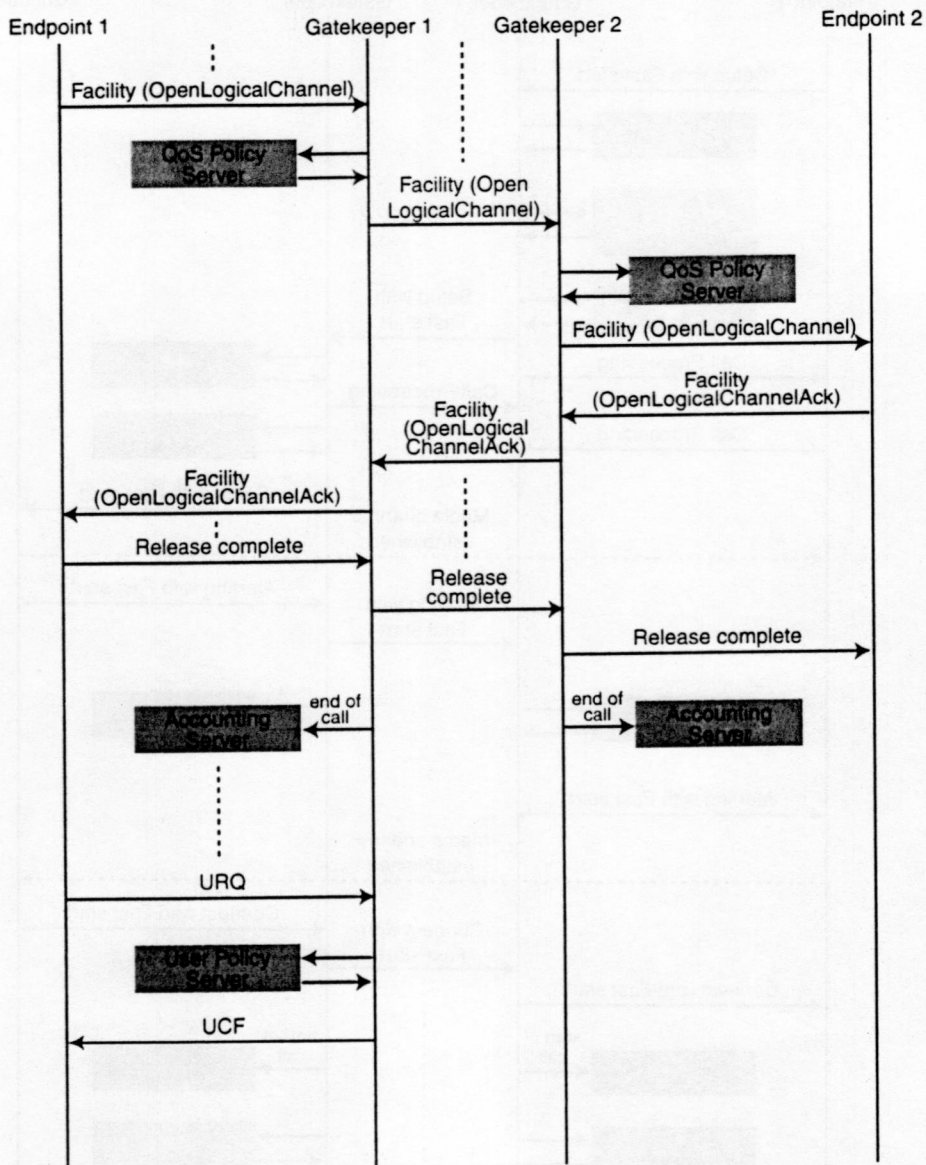 Endpoint 1
Gatekeeper 1
Gatekeeper 2
Endpoint 2
Facility (OpenLogicalChannel)
QoS Policy
Server
Facility (Open
LogicalChannel)
QoS Policy
Server
Facility (OpenLogicalChannel)
Facility
(OpenLogicalChannelAck)
Facility
(OpenLogical
ChannelAck)
Facility
(OpenLogicalChannelAck)
Release complete
Release
complete
Release complete
end of
call
Accounting
Server
end of
call
Accounting
Server
URQ
User Policy
Server
UCF